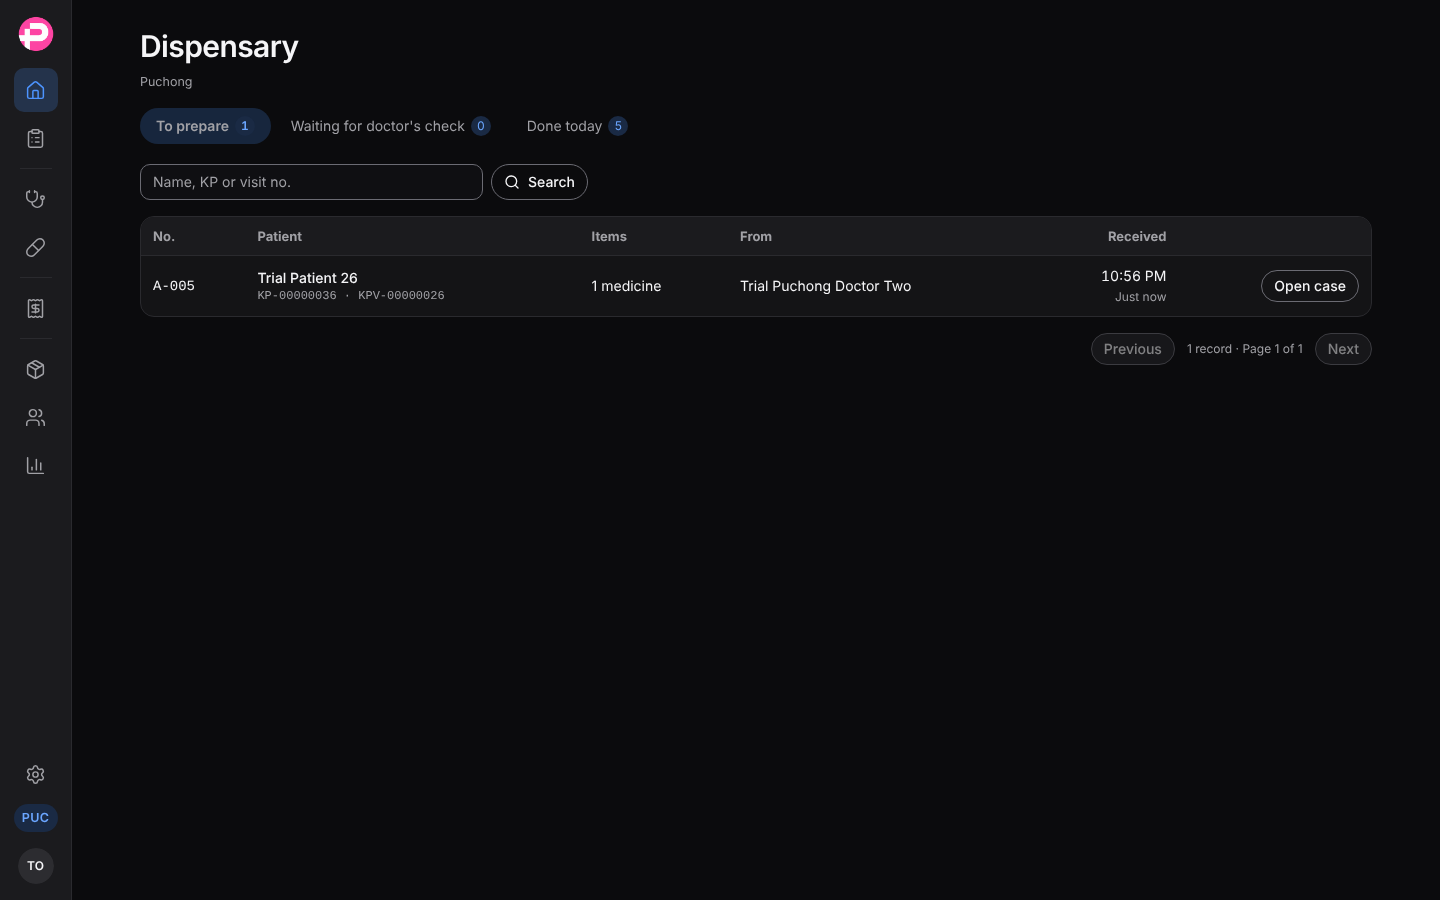 Dispensary
Puchong
To prepare 1 Waiting for doctor's check 0 Done today 5
Name, KP or visit no. Search
No. Patient Items From Received
A-005 Trial Patient 26 1 medicine Trial Puchong Doctor Two 10:56 PM Open case
KP-00000036 · KPV-00000026 Just now
Previous 1 record · Page 1 of 1 Next
PUC
TO